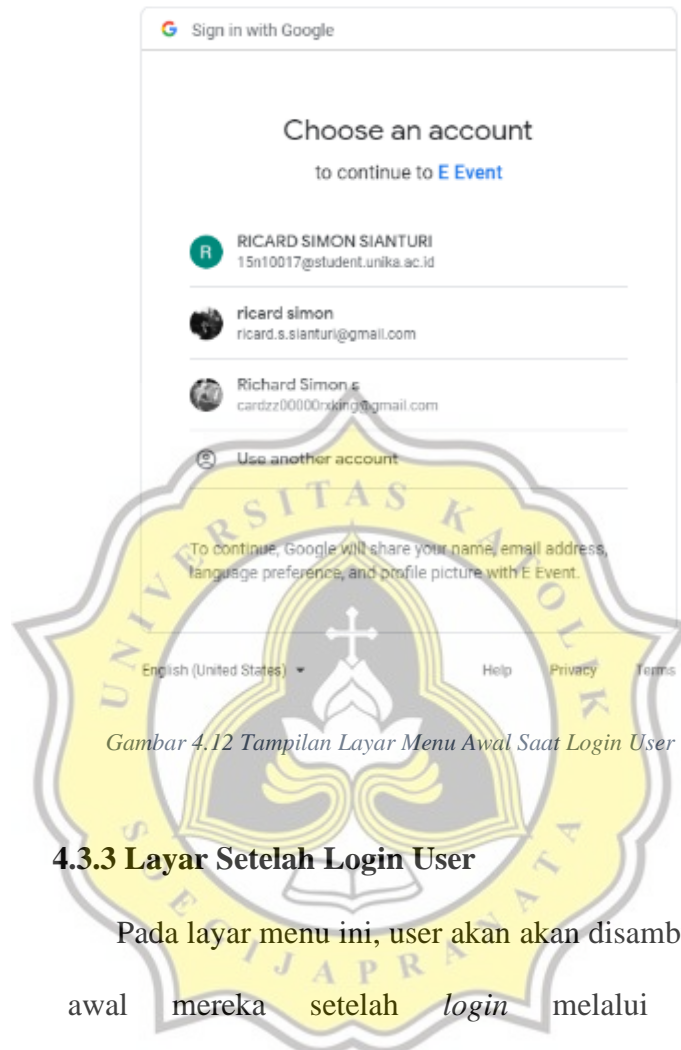 Sign in with Google
Choose an account
to continue to E Event
R
RICARD SIMON SIANTURI
15n10017@student.unika.ac.id
ricard simon
ricard.s.sianturi@gmail.com
Richard Simon s
cardzz00000rxking@gmail.com
Use another account
To continue, Google will share your name, email address,
language preference, and profile picture with E Event.
English (United States) Help Privacy Terms
Gambar 4.12 Tampilan Layar Menu Awal Saat Login User
4.3.3 Layar Setelah Login User
Pada layar menu ini, user akan akan disamb
awal mereka setelah login melalui
UNIVERSITAS KATOLIK
SOEGIJAPRANATA